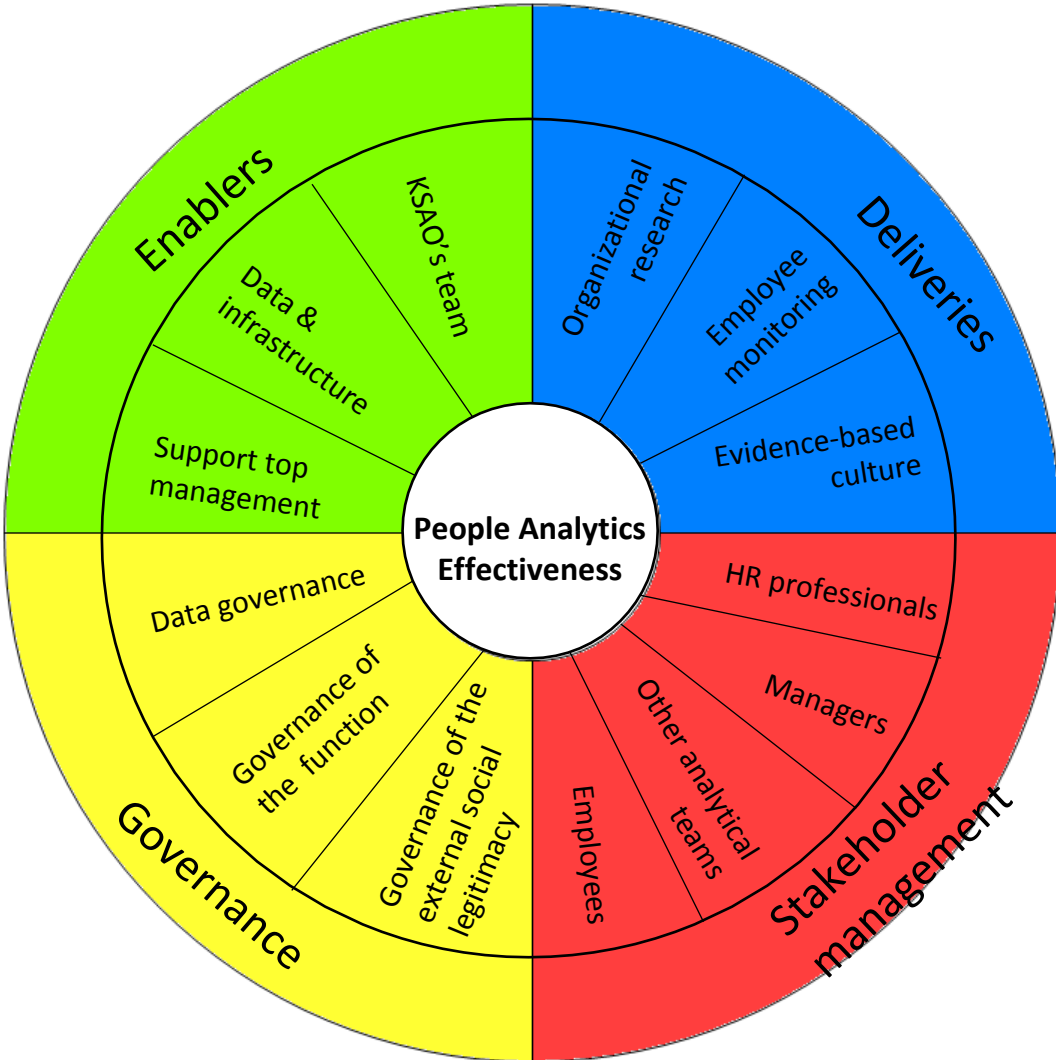 Enablers
KSAO's team
Data &
infrastructure
Support top
management
Deliveries
Organizational
research
Employee
monitoring
Evidence-based
culture
People Analytics
Effectiveness
Governance
Data governance
Governance of
the function
Governance of the
external social
legitimacy
Stakeholder
management
HR professionals
Managers
Other analytical
teams
Employees